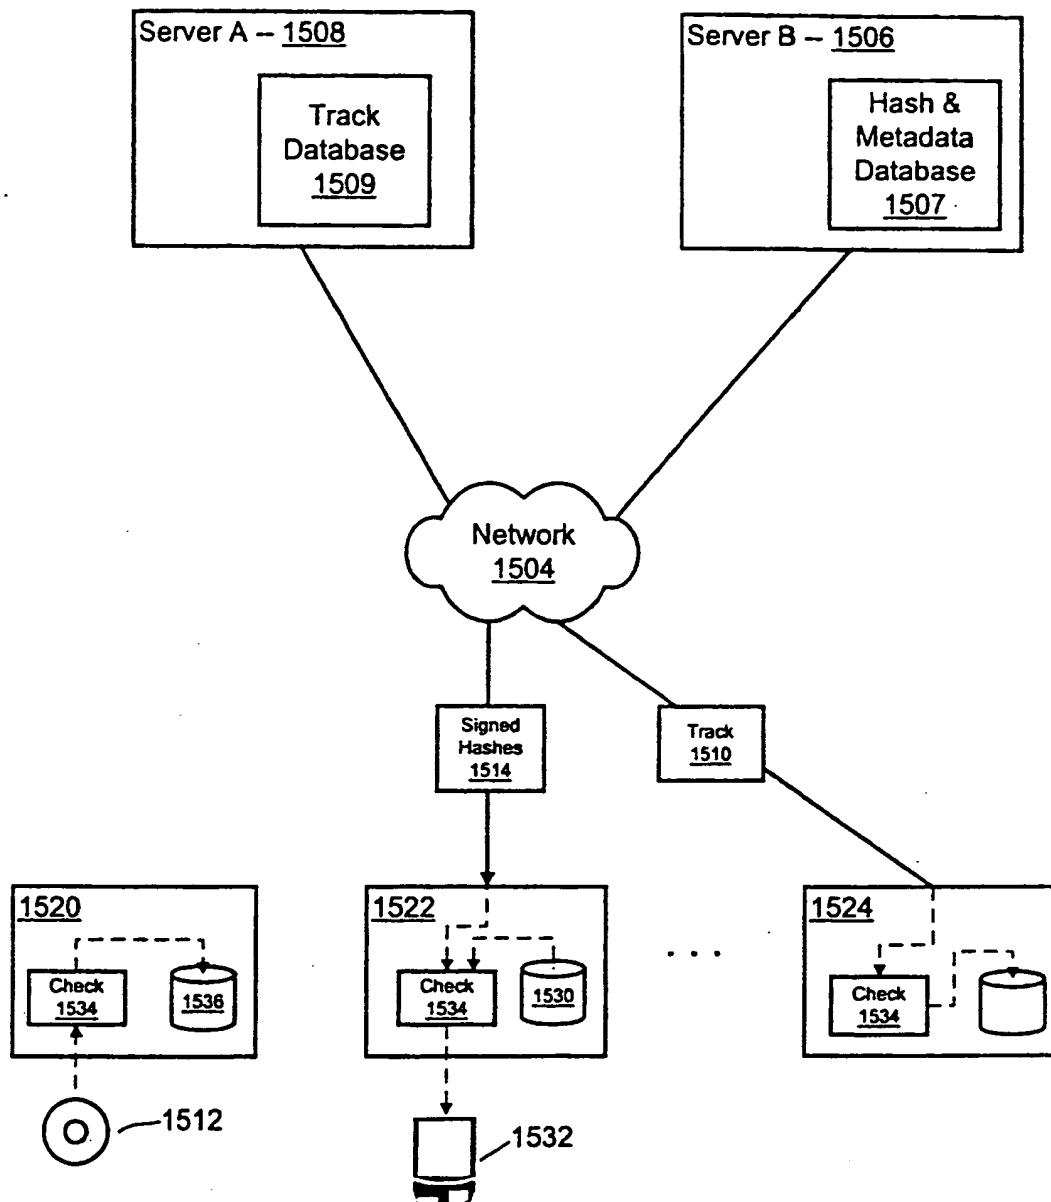 Server A – 1508
Track
Database
1509
Server B – 1506
Hash &
Metadata
Database
1507
Network
1504
Signed
Hashes
1514
Track
1510
1520
Check
1534
1536
1522
Check
1534
1530
. . .
1524
Check
1534
1512
1532